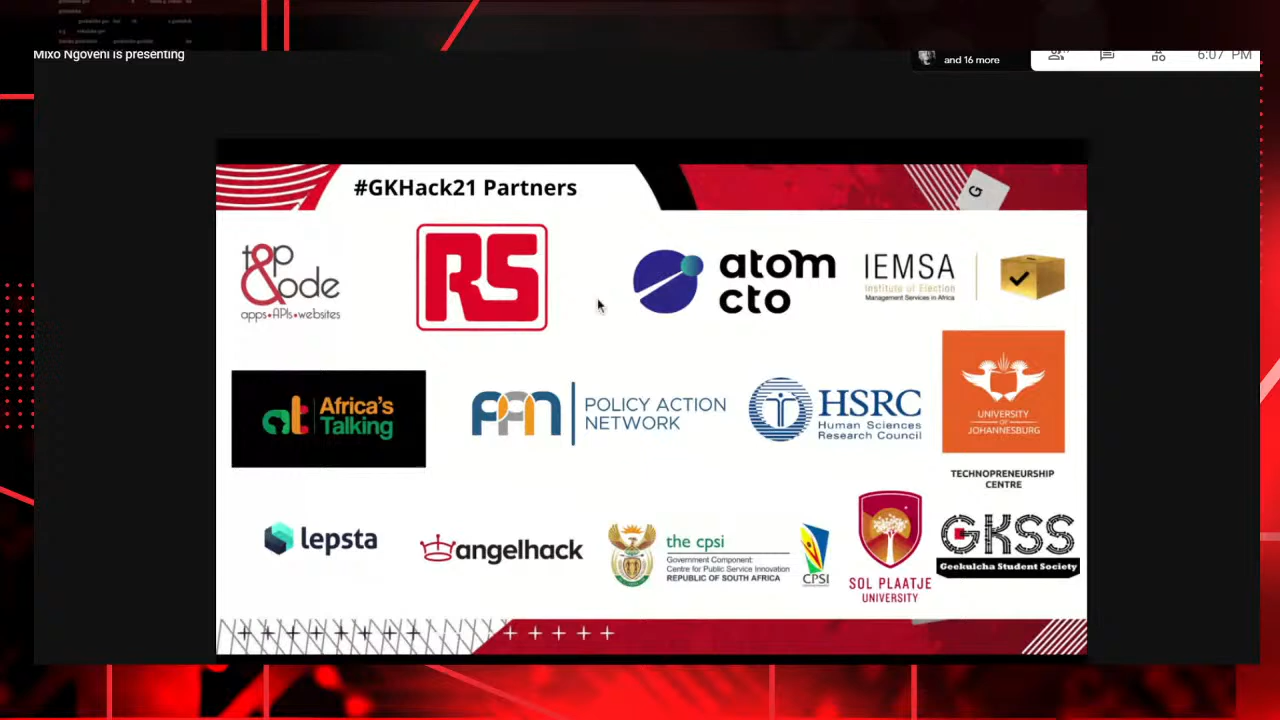 Mixo Ngoveni is presenting
and 16 more
6:07 PM
#GKHack21 Partners
G
t&p
&ode
apps•APIs•websites
RS
atom
cto
IEMSA
Institute of Election
Management Services in Africa
at
Africa's
Talking
PAN
POLICY ACTION
NETWORK
HSRC
Human Sciences
Research Council
UNIVERSITY
OF
JOHANNESBURG
TECHNOPRENEURSHIP
CENTRE
lepsta
angelhack
the cpsi
Government Component:
Centre for Public Service Innovation
REPUBLIC OF SOUTH AFRICA
CPSI
SOL PLAATJE
UNIVERSITY
GKSS
Geekulcha Student Society